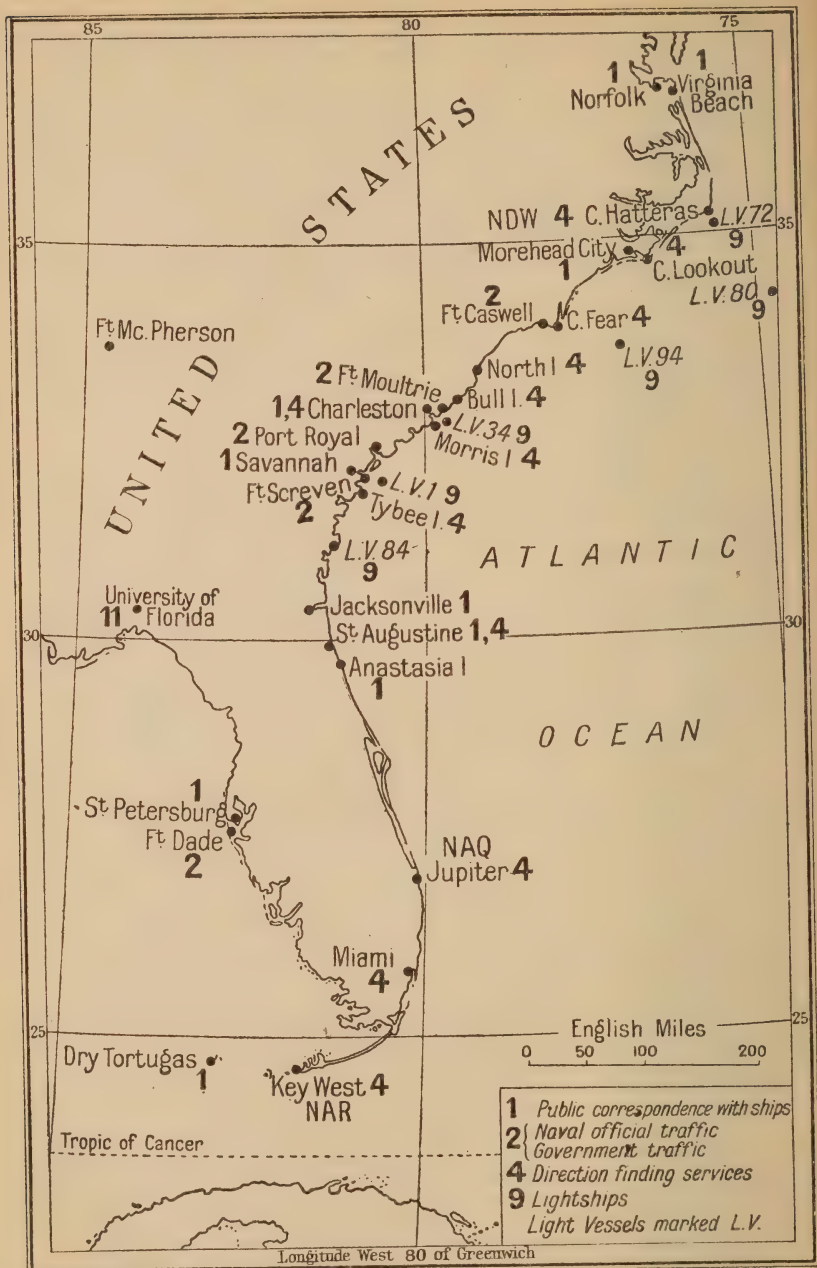 85
80
75
1
Norfolk
1
Virginia
Beach
UNITED
STATES
35
NDW 4 C. Hatteras
L.V. 72
9
35
Morehead City
1
4
C. Lookout
L.V. 80
9
2
Ft Caswell
C. Fear 4
L.V. 94
9
Ft Mc. Pherson
North I 4
2 Ft Moultrie
Bull I. 4
1,4 Charleston
L.V. 34 9
Morris I 4
2 Port Royal
1 Savannah
Ft Screven
2
L.V. 1 9
Tybee I. 4
L.V. 84
9
ATLANTIC
OCEAN
University of
11 Florida
Jacksonville 1
30
St Augustine 1,4
30
Anastasia I
1
1
St Petersburg
Ft Dade
2
NAQ
Jupiter 4
Miami
4
25
25
English Miles
0 50 100 200
Dry Tortugas
1
Key West 4
NAR
Tropic of Cancer
1 Public correspondence with ships
2 { Naval official traffic
Government traffic
4 Direction finding services
9 Lightships
Light Vessels marked L.V.
Longitude West 80 of Greenwich